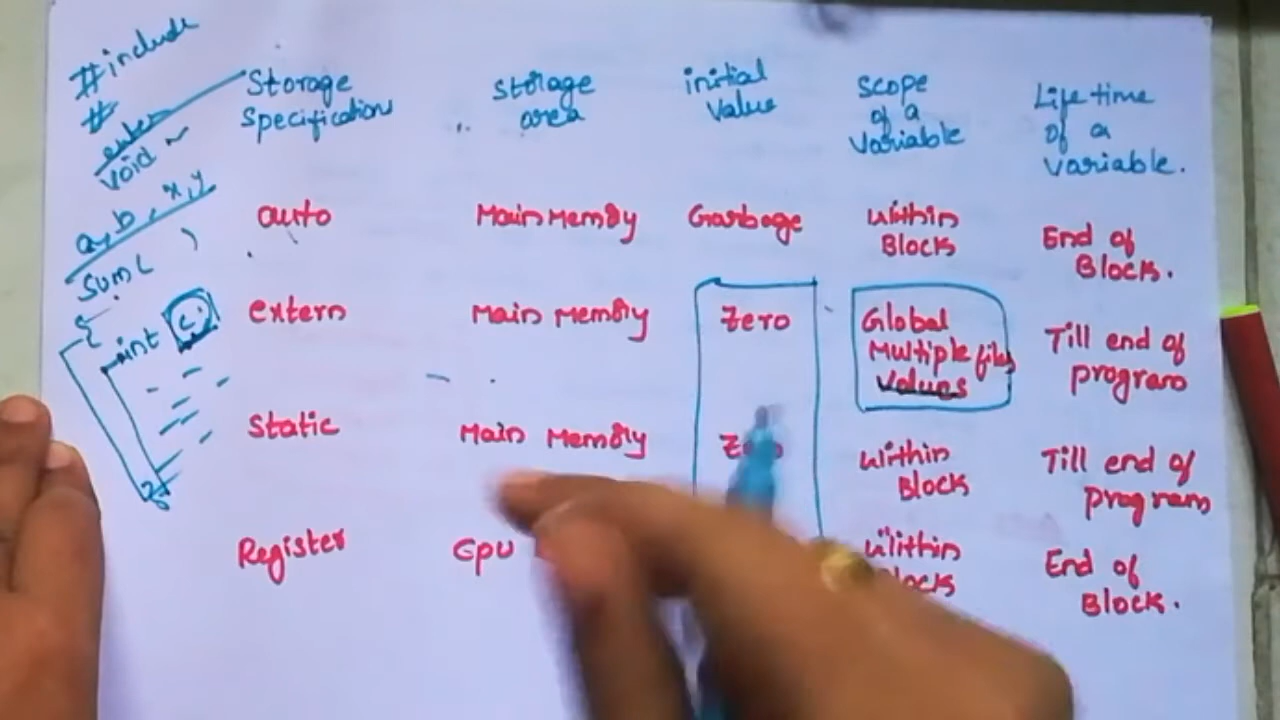 #include
#
void
a,b, x,y
sum( )
{
int c;
Storage
Specification
storage
area
initial
value
scope
of a
variable
Life time
of a
variable.
auto
Main Memory
Garbage
within
Block
End of
Block.
extern
Main Memory
Zero
Global
Multiple files
values
Till end of
program
Static
Main Memory
within
Block
Till end of
program
Register
Cpu
within
End of
Block.